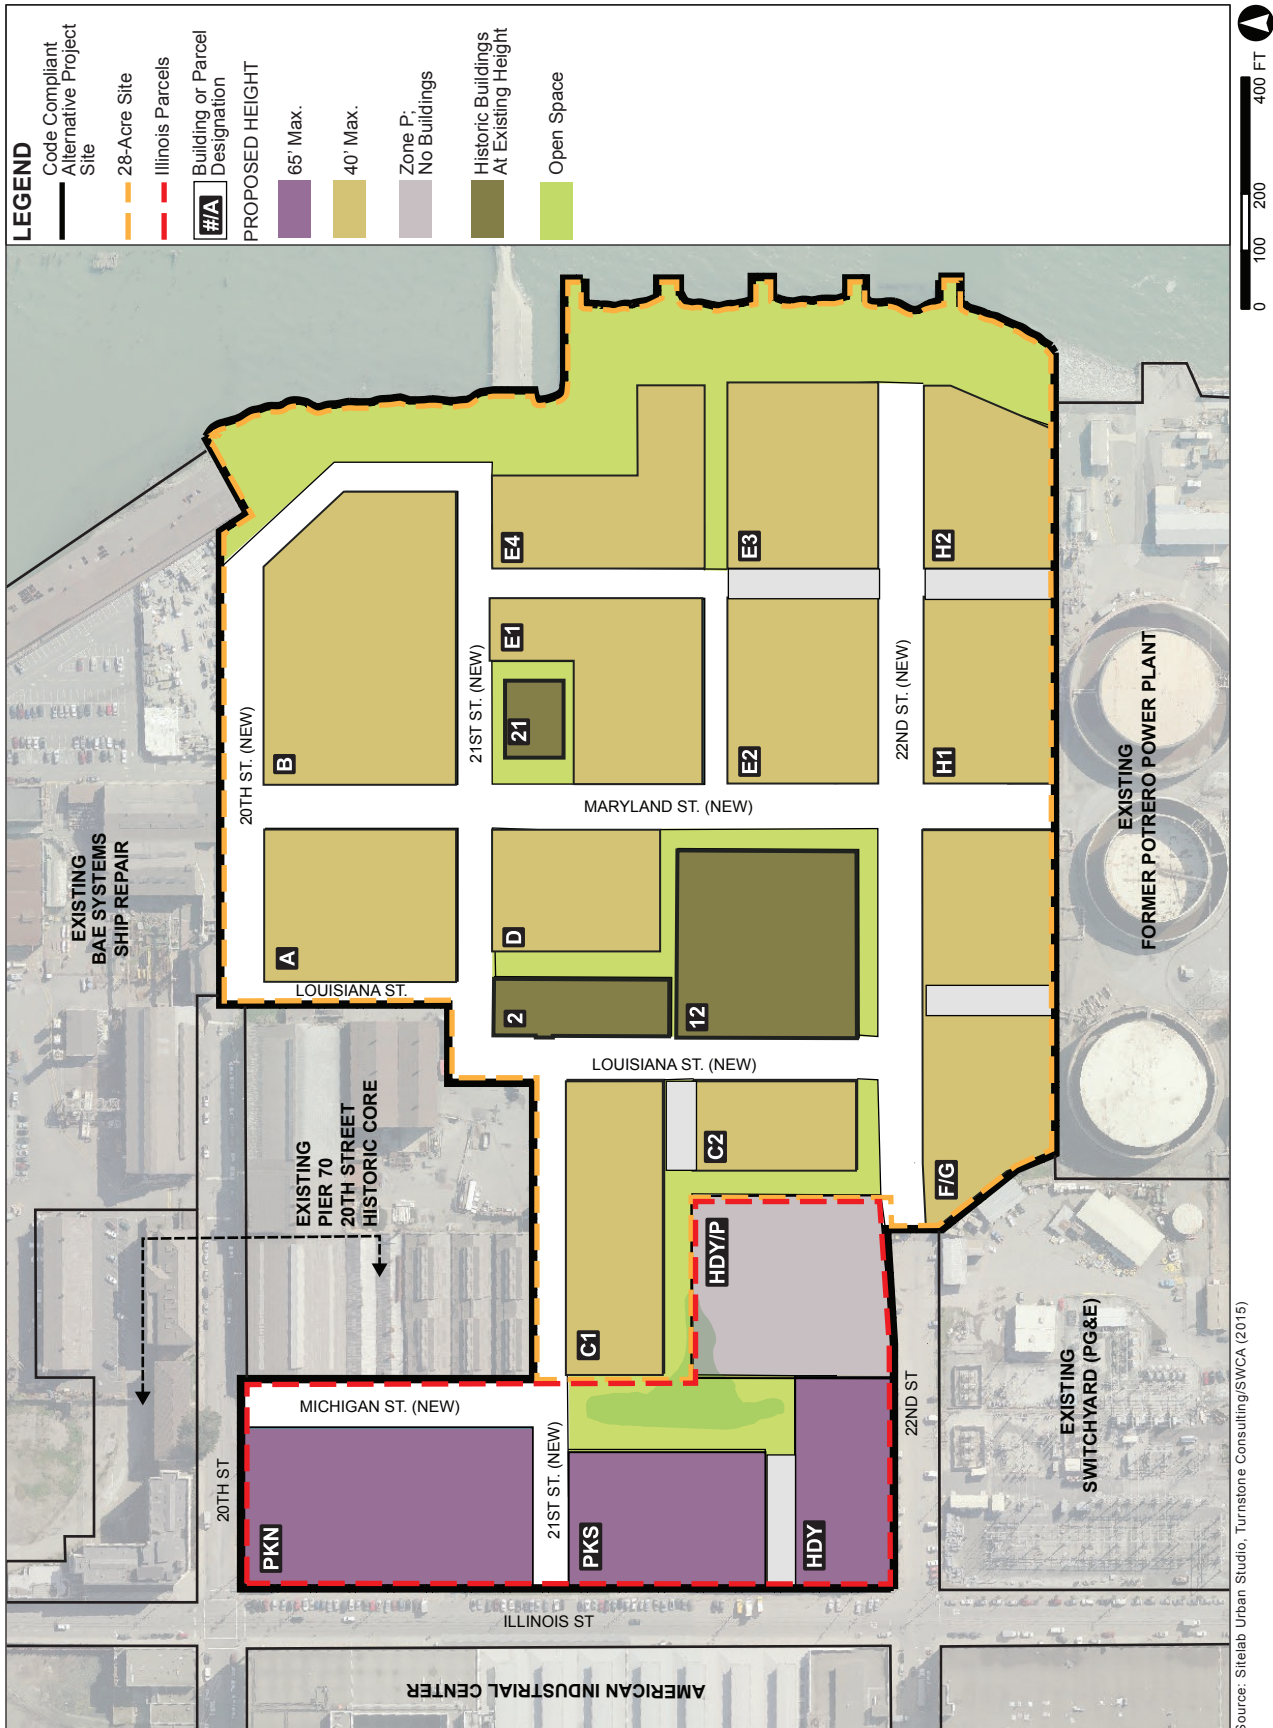 LEGEND
Code Compliant
Alternative Project
Site
28-Acre Site
Illinois Parcels
#/A
Building or Parcel
Designation
PROPOSED HEIGHT
65' Max.
40' Max.
Zone P;
No Buildings
Historic Buildings
At Existing Height
Open Space
0
100
200
400 FT
EXISTING
BAE SYSTEMS
SHIP REPAIR
20TH ST. (NEW)
A
B
LOUISIANA ST.
EXISTING
PIER 70
20TH STREET
HISTORIC CORE
21ST ST. (NEW)
E4
E1
21
D
2
MARYLAND ST. (NEW)
12
E3
E2
LOUISIANA ST. (NEW)
C2
C1
22ND ST. (NEW)
H2
H1
F/G
HDY/P
MICHIGAN ST. (NEW)
20TH ST
PKN
21ST ST. (NEW)
PKS
HDY
22ND ST
ILLINOIS ST
AMERICAN INDUSTRIAL CENTER
EXISTING
FORMER POTRERO POWER PLANT
EXISTING
SWITCHYARD (PG&E)
Source: Sitelab Urban Studio, Turnstone Consulting/SWCA (2015)